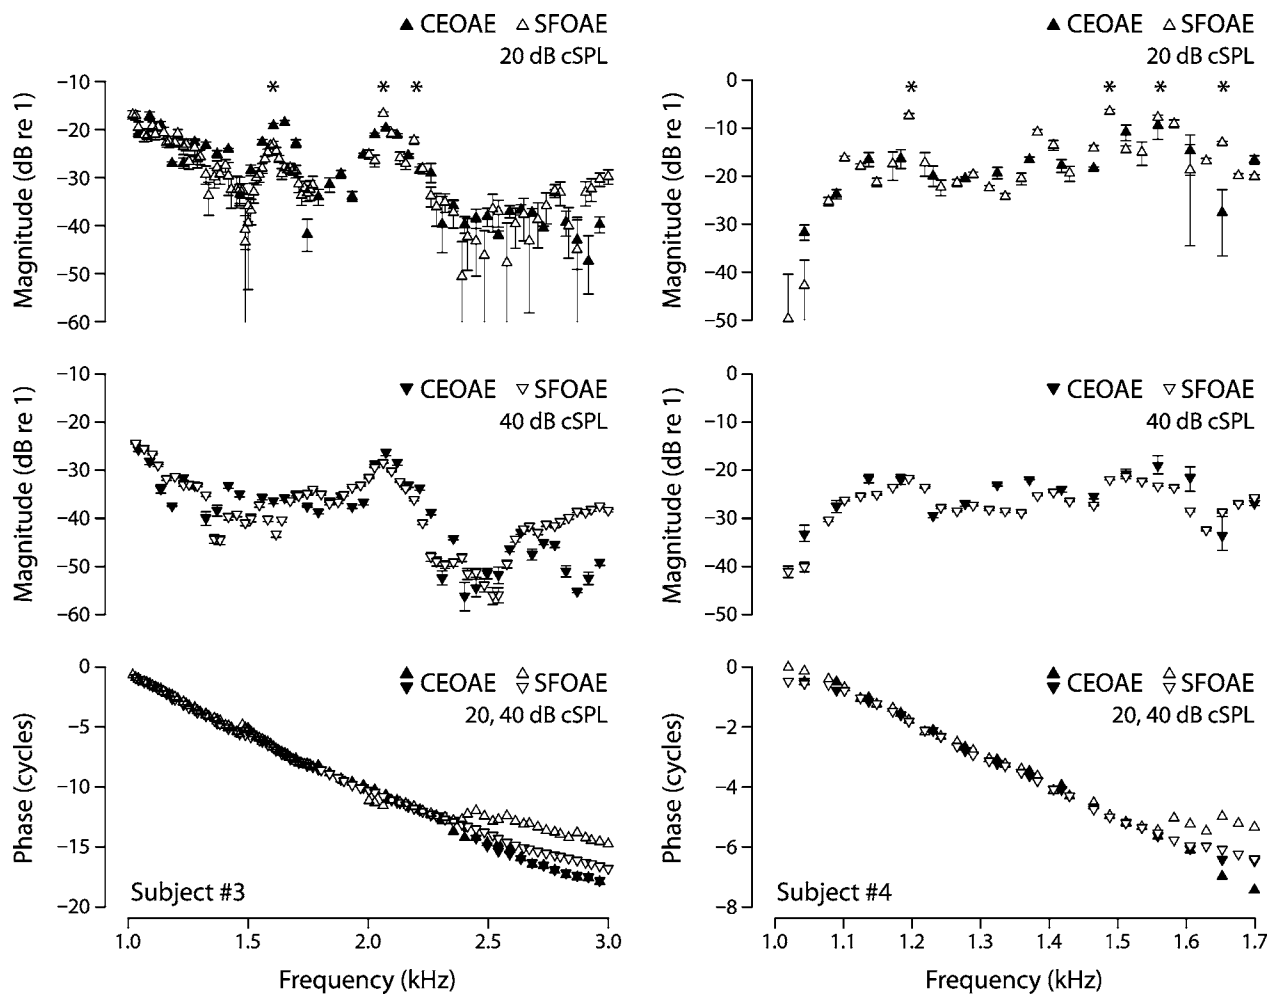 ▲ CEOAE △ SFOAE
20 dB cSPL
Magnitude (dB re 1)
−10
* * *
−20
−30
−40
−50
−60
▲ CEOAE △ SFOAE
20 dB cSPL
Magnitude (dB re 1)
0
* * * *
−10
−20
−30
−40
−50
▼ CEOAE ▽ SFOAE
40 dB cSPL
Magnitude (dB re 1)
−10
−20
−30
−40
−50
−60
▼ CEOAE ▽ SFOAE
40 dB cSPL
Magnitude (dB re 1)
0
−10
−20
−30
−40
−50
CEOAE SFOAE
20, 40 dB cSPL
Phase (cycles)
0
−5
−10
−15
−20
Subject #3
1.0 1.5 2.0 2.5 3.0
Frequency (kHz)
CEOAE SFOAE
20, 40 dB cSPL
Phase (cycles)
0
−2
−4
−6
−8
Subject #4
1.0 1.1 1.2 1.3 1.4 1.5 1.6 1.7
Frequency (kHz)